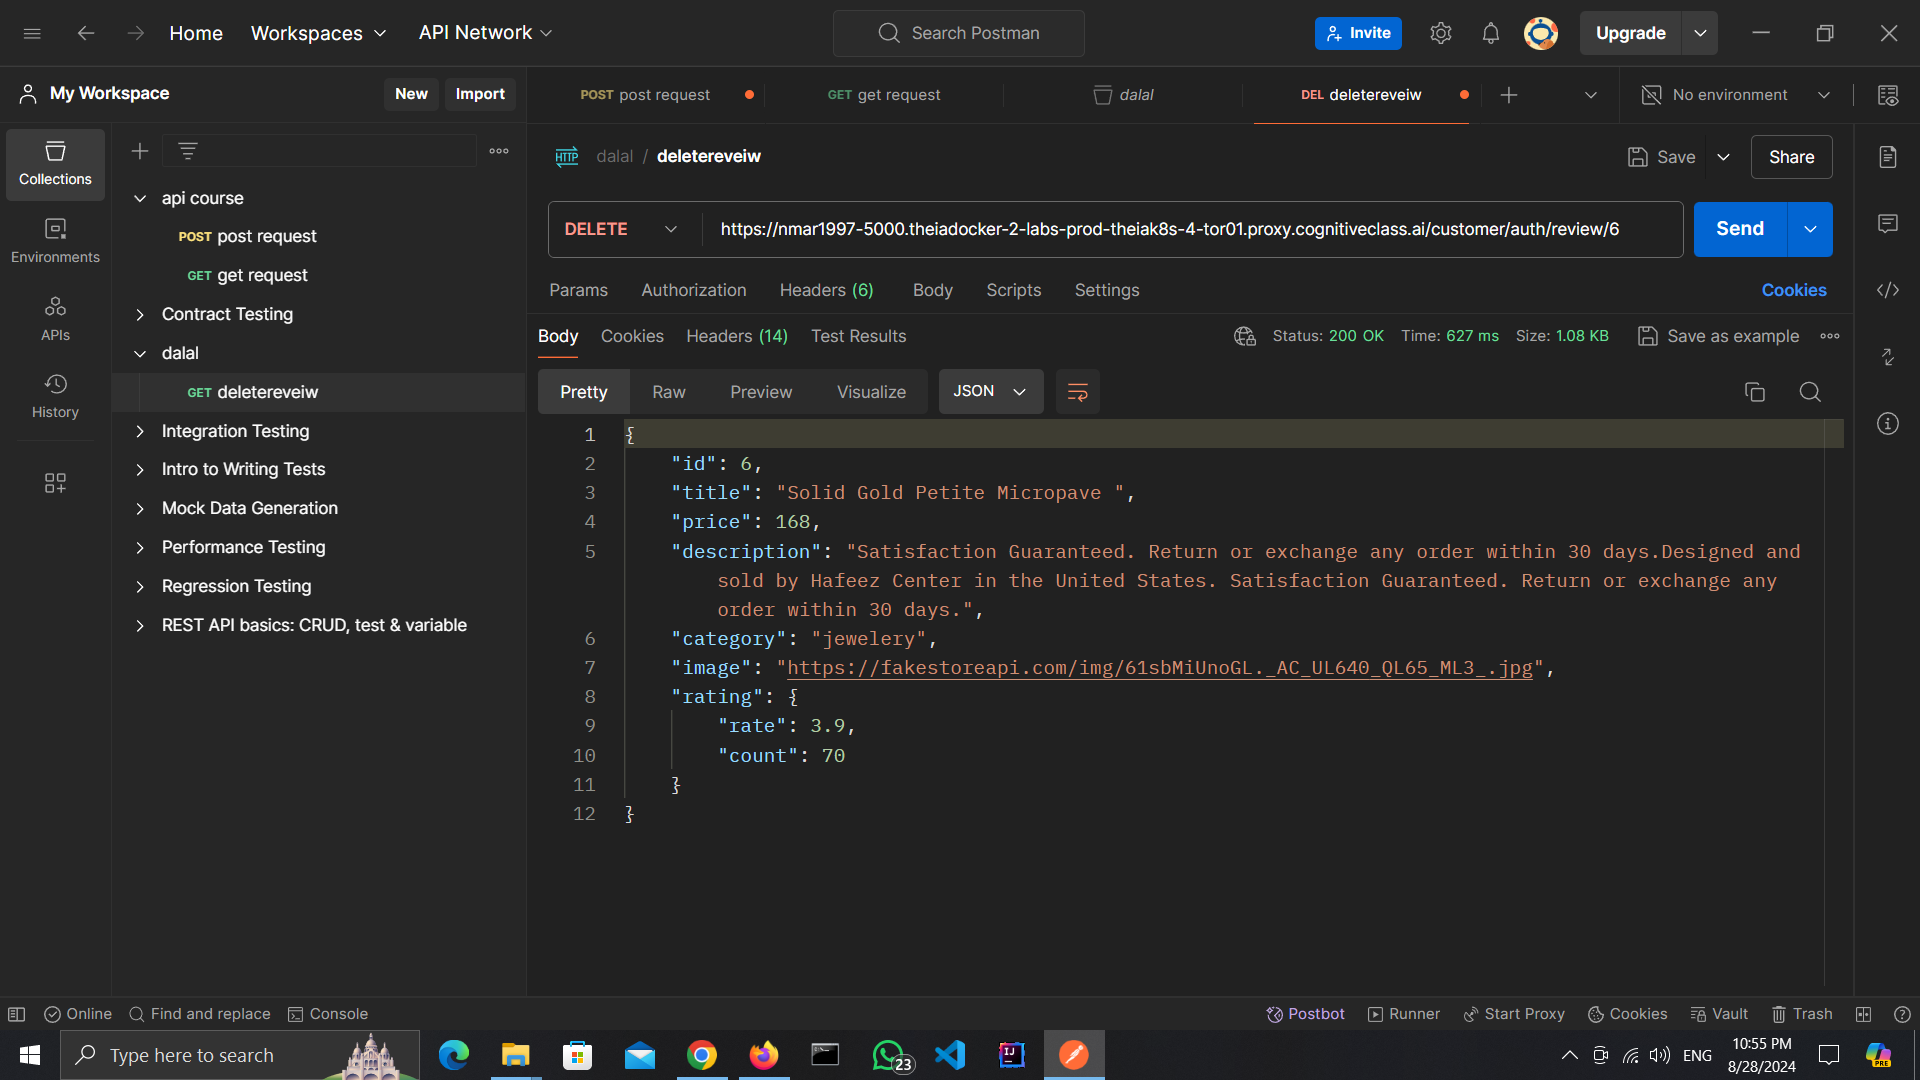 Home
Workspaces
API Network
Search Postman
Invite
Upgrade
My Workspace
New
Import
POST post request
GET get request
dalal
DEL deletereveiw
No environment
Collections
Environments
APIs
History
api course
POST post request
GET get request
Contract Testing
dalal
GET deletereveiw
Integration Testing
Intro to Writing Tests
Mock Data Generation
Performance Testing
Regression Testing
REST API basics: CRUD, test & variable
HTTP dalal / deletereveiw
Save
Share
DELETE
https://nmar1997-5000.theiadocker-2-labs-prod-theiak8s-4-tor01.proxy.cognitiveclass.ai/customer/auth/review/6
Send
Params Authorization Headers (6) Body Scripts Settings
Cookies
Body Cookies Headers (14) Test Results
Status: 200 OK Time: 627 ms Size: 1.08 KB
Save as example
Pretty Raw Preview Visualize
JSON
1 {
2 "id": 6,
3 "title": "Solid Gold Petite Micropave ",
4 "price": 168,
5 "description": "Satisfaction Guaranteed. Return or exchange any order within 30 days.Designed and
sold by Hafeez Center in the United States. Satisfaction Guaranteed. Return or exchange any
order within 30 days.",
6 "category": "jewelery",
7 "image": "https://fakestoreapi.com/img/61sbMiUnoGL._AC_UL640_QL65_ML3_.jpg",
8 "rating": {
9 "rate": 3.9,
10 "count": 70
11 }
12 }
Online
Find and replace
Console
Postbot
Runner
Start Proxy
Cookies
Vault
Trash
Type here to search
23
IJ
ENG
10:55 PM
8/28/2024
PRE